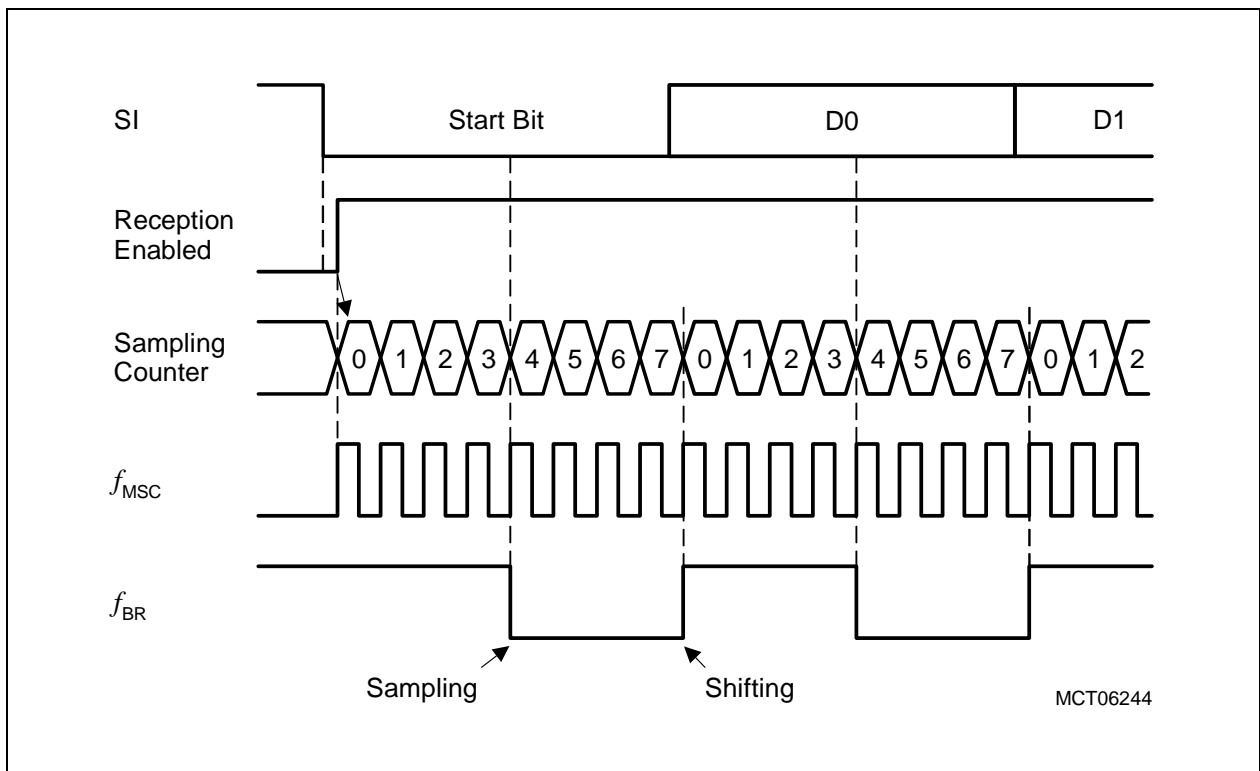 SI
Start Bit
D0
D1
Reception
Enabled
Sampling
Counter
0 1 2 3 4 5 6 7 0 1 2 3 4 5 6 7 0 1 2
fMSC
fBR
Sampling
Shifting
MCT06244